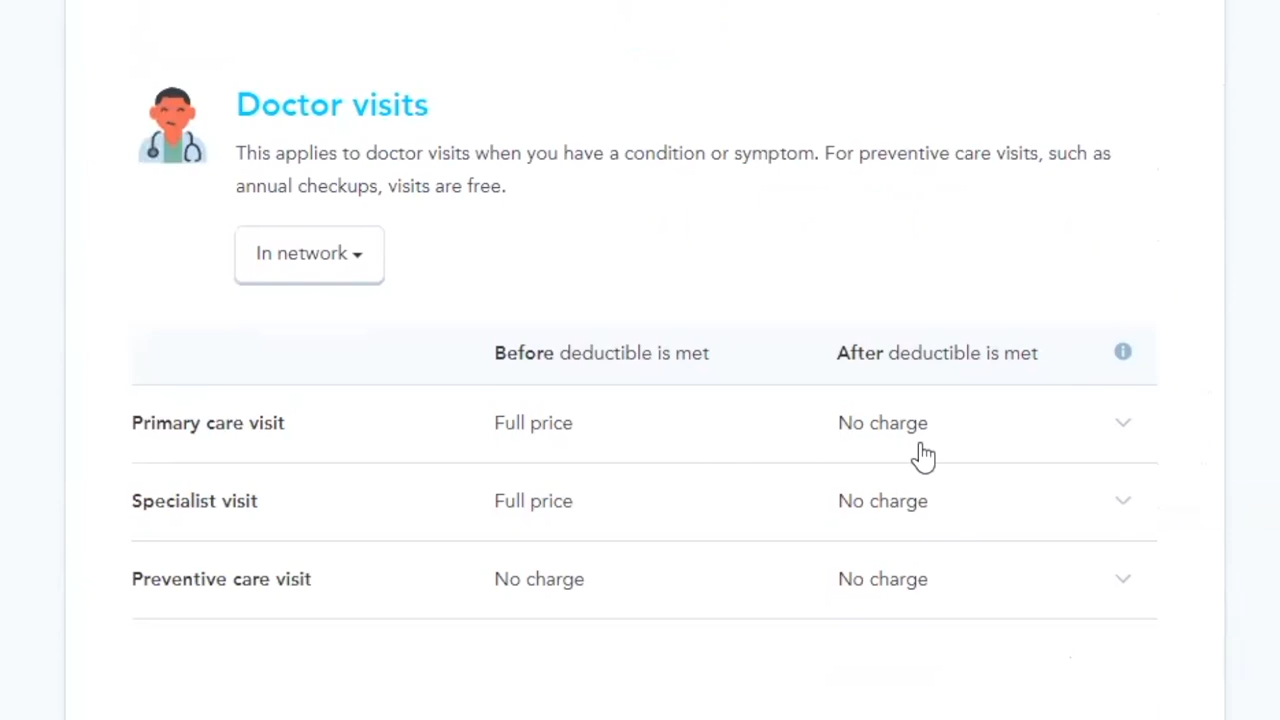 Doctor visits
This applies to doctor visits when you have a condition or symptom. For preventive care visits, such as
annual checkups, visits are free.
In network
Before deductible is met After deductible is met
Primary care visit Full price No charge
Specialist visit Full price No charge
Preventive care visit No charge No charge